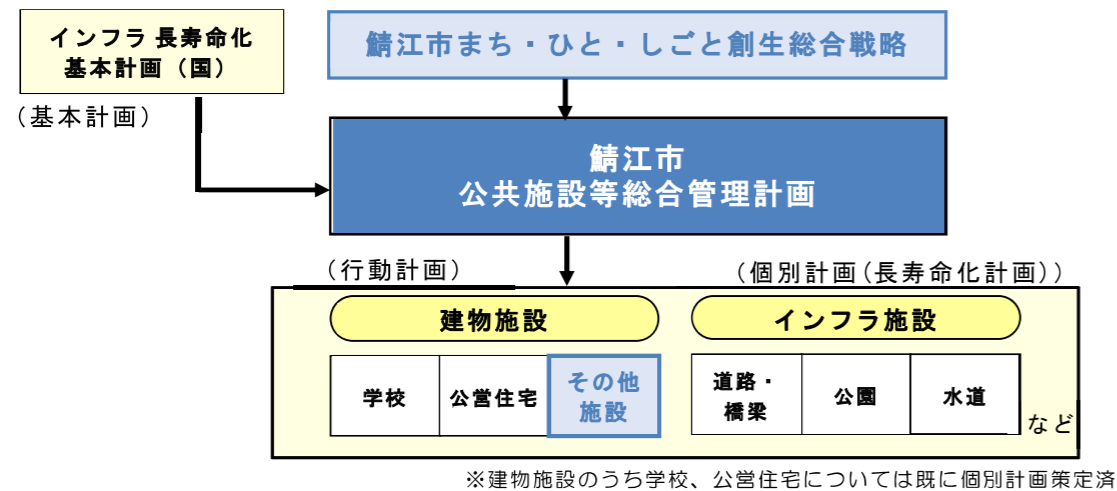 インフラ長寿命化
基本計画（国）
鯖江市まち・ひと・しごと創生総合戦略
（基本計画）
鯖江市
公共施設等総合管理計画
（行動計画）
（個別計画（長寿命化計画））
建物施設
インフラ施設
学校
公営住宅
その他
施設
道路・
橋梁
公園
水道
など
※建物施設のうち学校、公営住宅については既に個別計画策定済